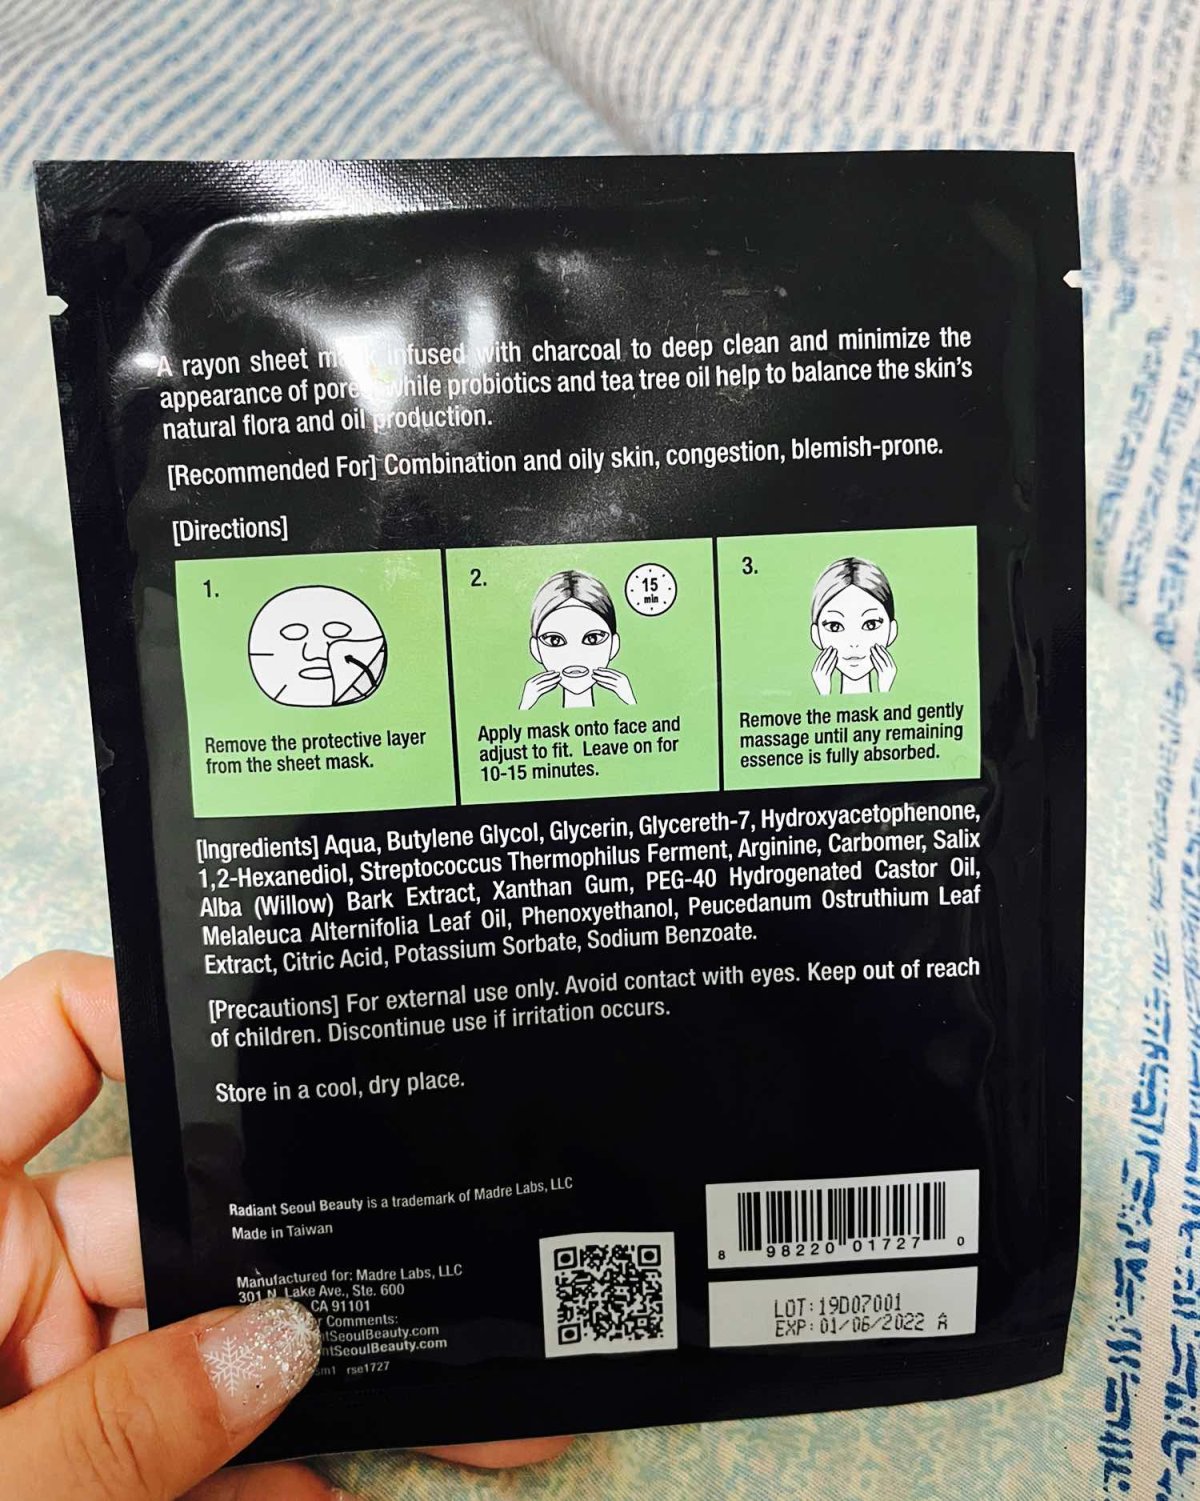 A rayon sheet infused with charcoal to deep clean and minimize the
appearance of while probiotics and tea tree oil help to balance the skin's
natural flora and oil production.
[Recommended For] Combination and oily skin, congestion, blemish-prone.
[Directions]
1.
Remove the protective layer
from the sheet mask.
2.
15
min
Apply mask onto face and
adjust to fit. Leave on for
10-15 minutes.
3.
Remove the mask and gently
massage until any remaining
essence is fully absorbed.
[Ingredients] Aqua, Butylene Glycol, Glycerin, Glycereth-7, Hydroxyacetophenone,
1,2-Hexanediol, Streptococcus Thermophilus Ferment, Arginine, Carbomer, Salix
Alba (Willow) Bark Extract, Xanthan Gum, PEG-40 Hydrogenated Castor Oil,
Melaleuca Alternifolia Leaf Oil, Phenoxyethanol, Peucedanum Ostruthium Leaf
Extract, Citric Acid, Potassium Sorbate, Sodium Benzoate.
[Precautions] For external use only. Avoid contact with eyes. Keep out of reach
of children. Discontinue use if irritation occurs.
Store in a cool, dry place.
Radiant Seoul Beauty is a trademark of Madre Labs, LLC
Made in Taiwan
Manufactured for: Madre Labs, LLC
301 N. Lake Ave., Ste. 600
CA 91101
Comments:
rse1727
8 98220 01727 0
LOT:19D07001
EXP:01/06/2022 A